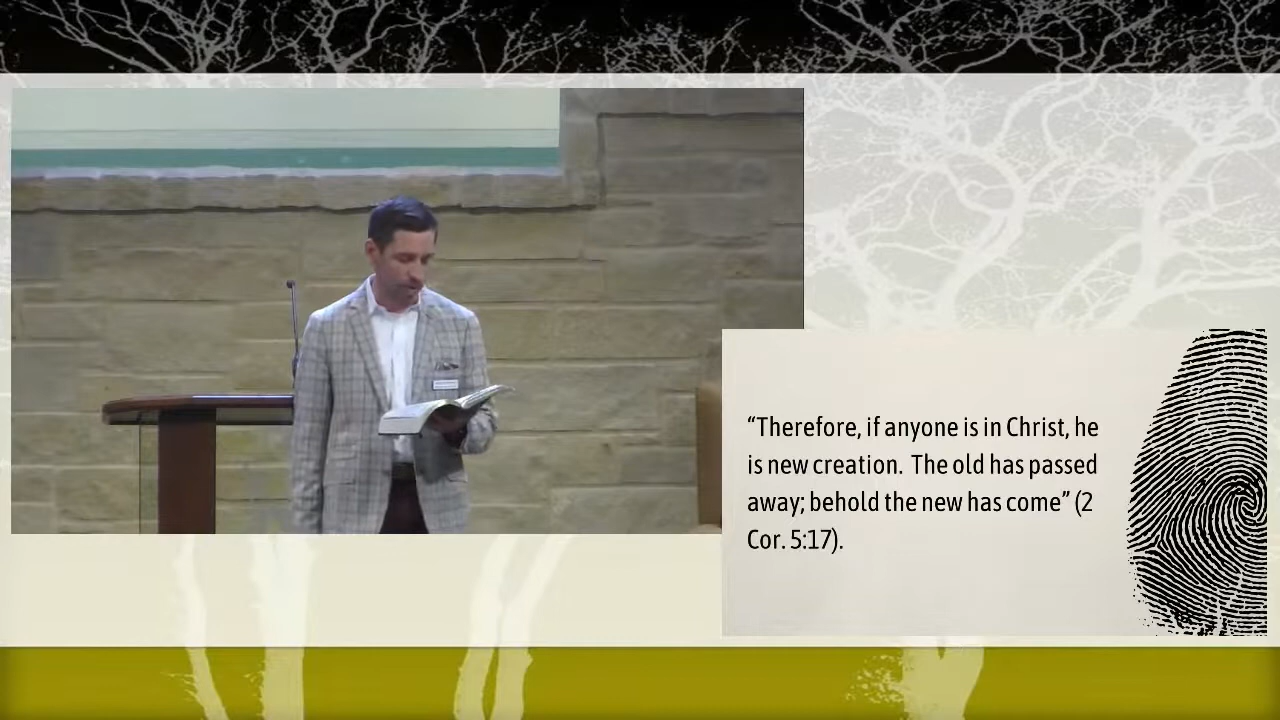 “Therefore, if anyone is in Christ, he
is new creation.  The old has passed
away; behold the new has come” (2
Cor. 5:17).